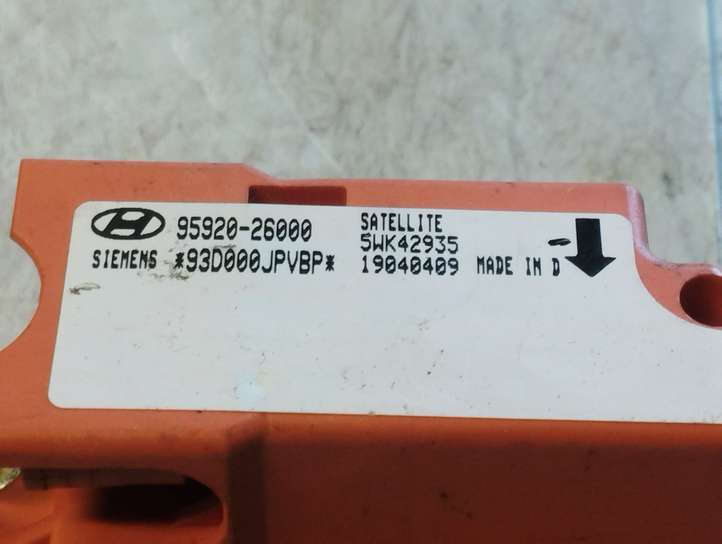 95920-26000
SIEMENS *93D000JPVBP*
SATELLITE
5WK42935
19040409 MADE IN D